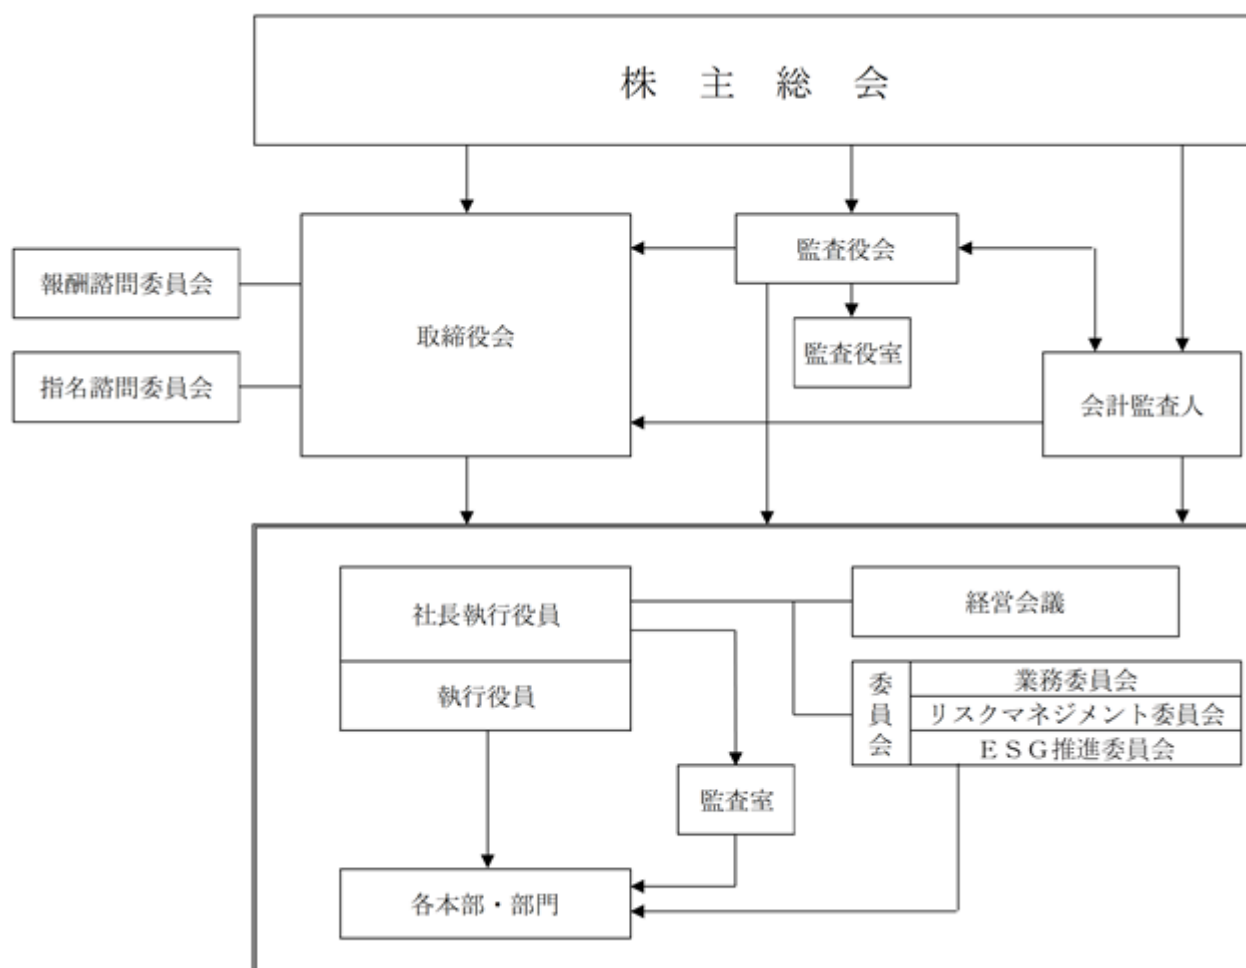 株主総会
監査役会
報酬諮問委員会
取締役会
監査役室
指名諮問委員会
会計監査人
社長執行役員
経営会議
執行役員
委員会
業務委員会
リスクマネジメント委員会
ESG推進委員会
監査室
各本部・部門